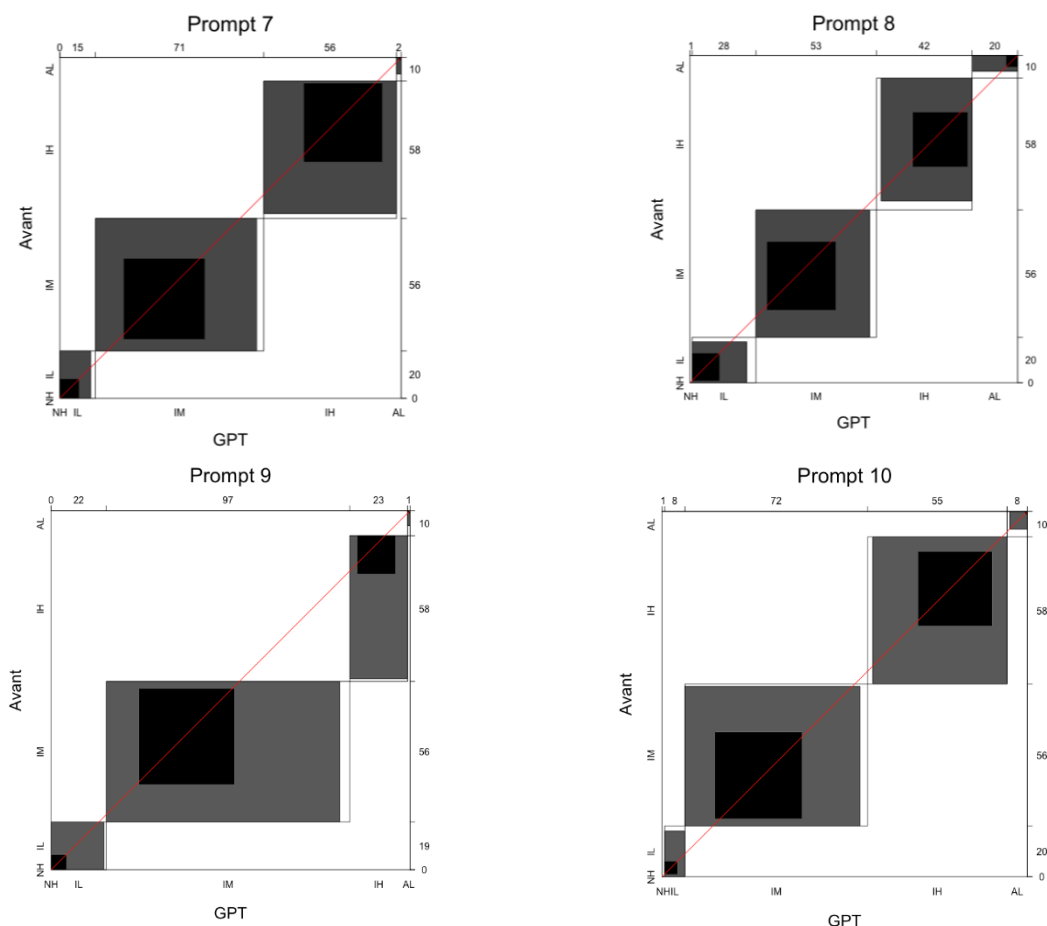 Prompt 7
0 15 71 56 2
AL 10
IH 58
Avant
IM 56
IL 20
NH 0
NH IL IM IH AL
GPT
Prompt 8
1 28 53 42 20
AL 10
IH 58
Avant
IM 56
IL 20
NH 0
NH IL IM IH AL
GPT
Prompt 9
0 22 97 23 1
AL 10
IH 58
Avant
IM 56
IL 19
NH 0
NH IL IM IH AL
GPT
Prompt 10
1 8 72 55 8
AL 10
IH 58
Avant
IM 56
IL 20
NH 0
NH IL IM IH AL
GPT